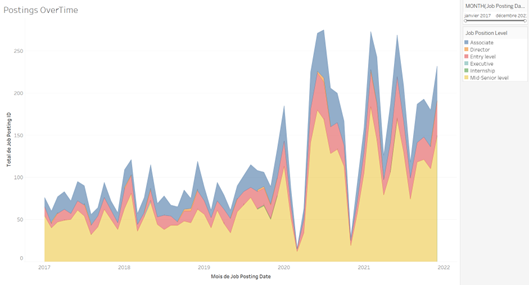 Postings OverTime
MONTH(Job Posting Da..
janvier 2017
décembre 202
Job Position Level
Associate
Director
Entry level
Executive
Internship
Mid-Senior level
Total de Job Posting ID
250
200
150
100
50
0
2017
2018
2019
2020
2021
2022
Mois de Job Posting Date